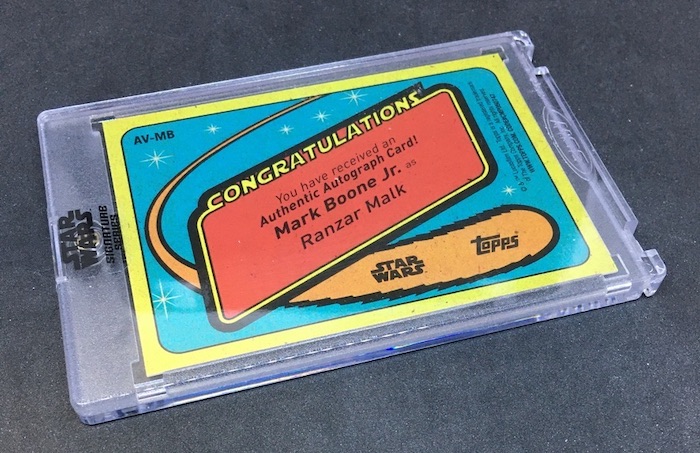 AV-MB
CONGRATULATIONS
You have received an
Authentic Autograph Card!
Mark Boone Jr. as
Ranzar Malk
STAR
WARS
topps
STAR
WARS
SIGNATURE
SERIES